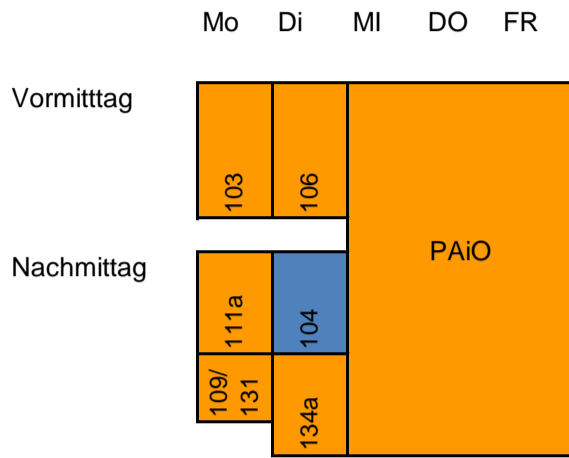 Mo Di MI DO FR
Vormitttag
103 106
PAiO
Nachmittag
111a 104
109/
131
134a